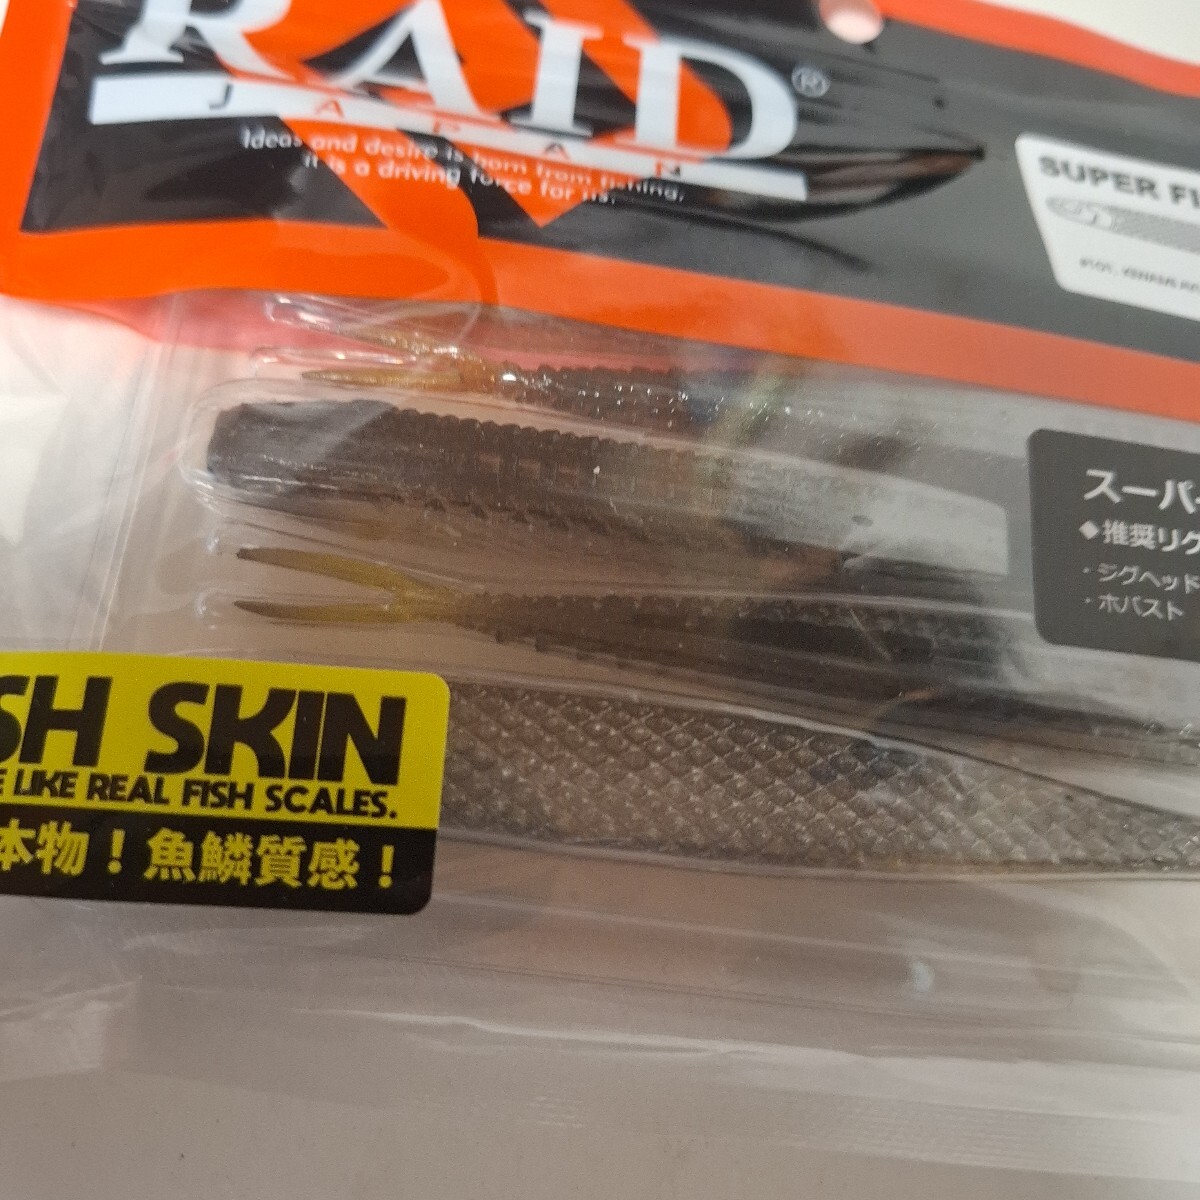 RAID®
JAPAN
Ideas and desire is born from fishing,
it is a driving force for us.
SUPER FI
スーパ
◆推奨リグ
・ジグヘッド
・ホバスト
SH SKIN
E LIKE REAL FISH SCALES.
本物！魚鱗質感！